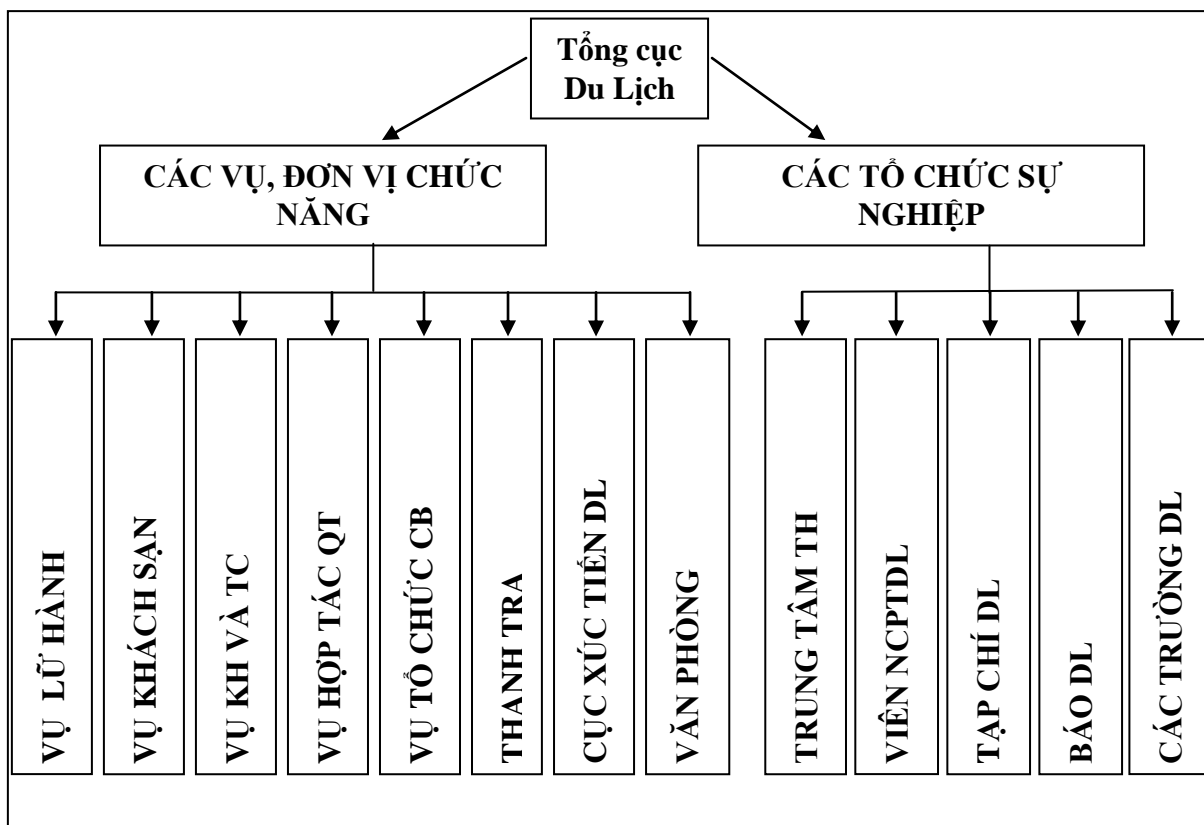 Tổng cục
Du Lịch
CÁC VỤ, ĐƠN VỊ CHỨC
NĂNG
CÁC TỔ CHỨC SỰ
NGHIỆP
VỤ LỮ HÀNH
VỤ KHÁCH SẠN
VỤ KH VÀ TC
VỤ HỢP TÁC QT
VỤ TỔ CHỨC CB
THANH TRA
CỤC XÚC TIẾN DL
VĂN PHÒNG
TRUNG TÂM TH
VIÊN NCPTDL
TẠP CHÍ DL
BÁO DL
CÁC TRƯỜNG DL